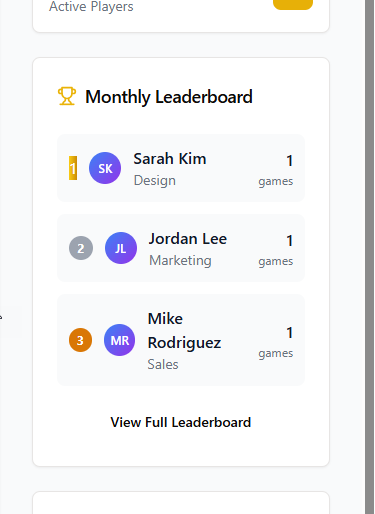 Active Players
Monthly Leaderboard
1
SK
Sarah Kim
Design
1
games
2
JL
Jordan Lee
Marketing
1
games
3
MR
Mike
Rodriguez
Sales
1
games
View Full Leaderboard